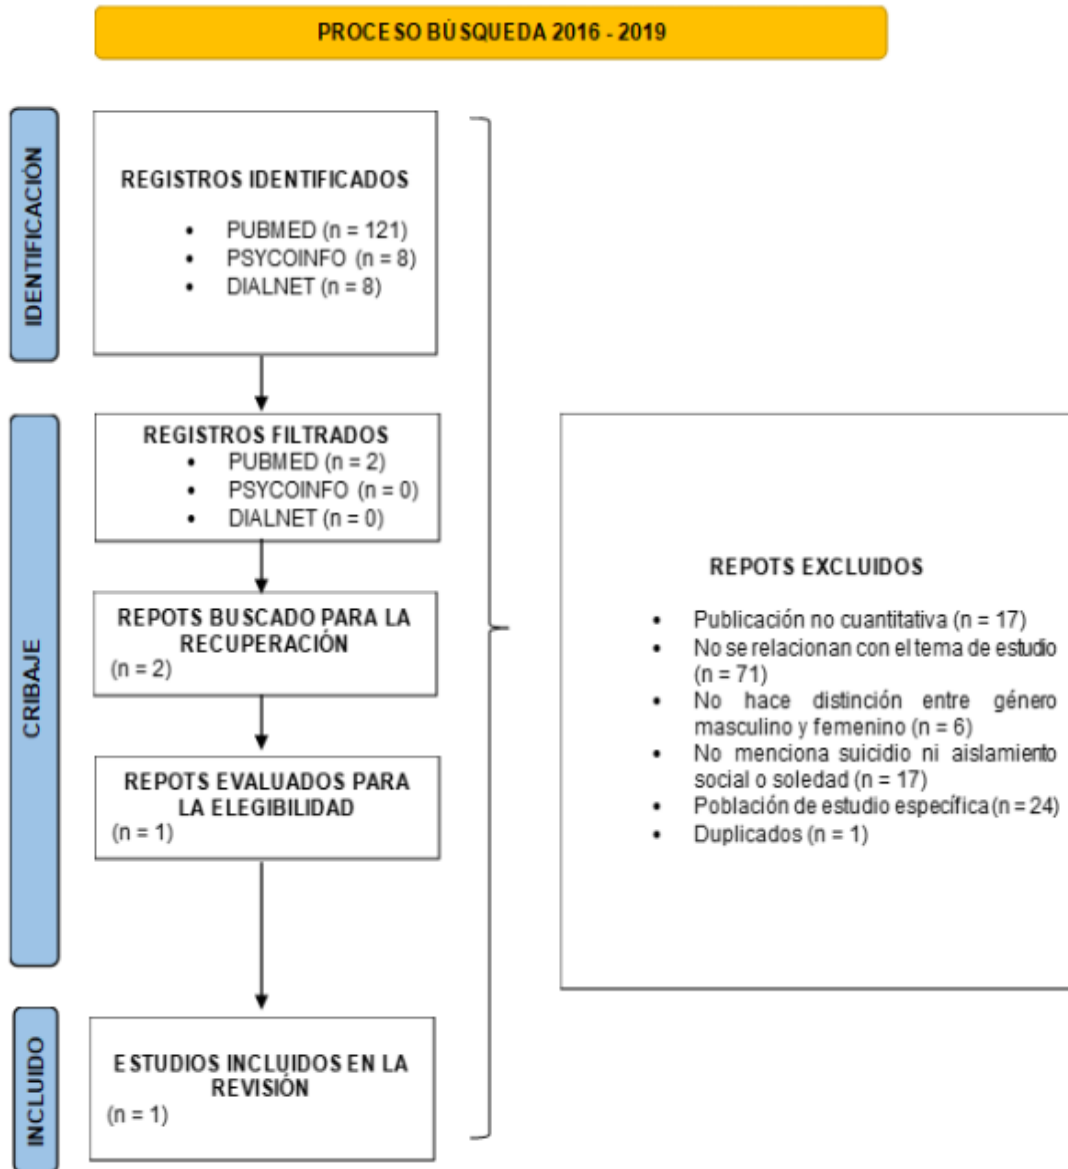 PROCESO BÚSQUEDA 2016 - 2019
IDENTIFICACIÓN
REGISTROS IDENTIFICADOS
• PUBMED (n = 121)
• PSYCOINFO (n = 8)
• DIALNET (n = 8)
CRIBAJE
REGISTROS FILTRADOS
• PUBMED (n = 2)
• PSYCOINFO (n = 0)
• DIALNET (n = 0)
REPOTS BUSCADO PARA LA
RECUPERACIÓN
(n = 2)
REPOTS EVALUADOS PARA
LA ELEGIBILIDAD
(n = 1)
REPOTS EXCLUIDOS
• Publicación no cuantitativa (n = 17)
• No se relacionan con el tema de estudio
(n = 71)
• No hace distinción entre género
masculino y femenino (n = 6)
• No menciona suicidio ni aislamiento
social o soledad (n = 17)
• Población de estudio específica (n = 24)
• Duplicados (n = 1)
INCLUIDO
ESTUDIOS INCLUIDOS EN LA
REVISIÓN
(n = 1)